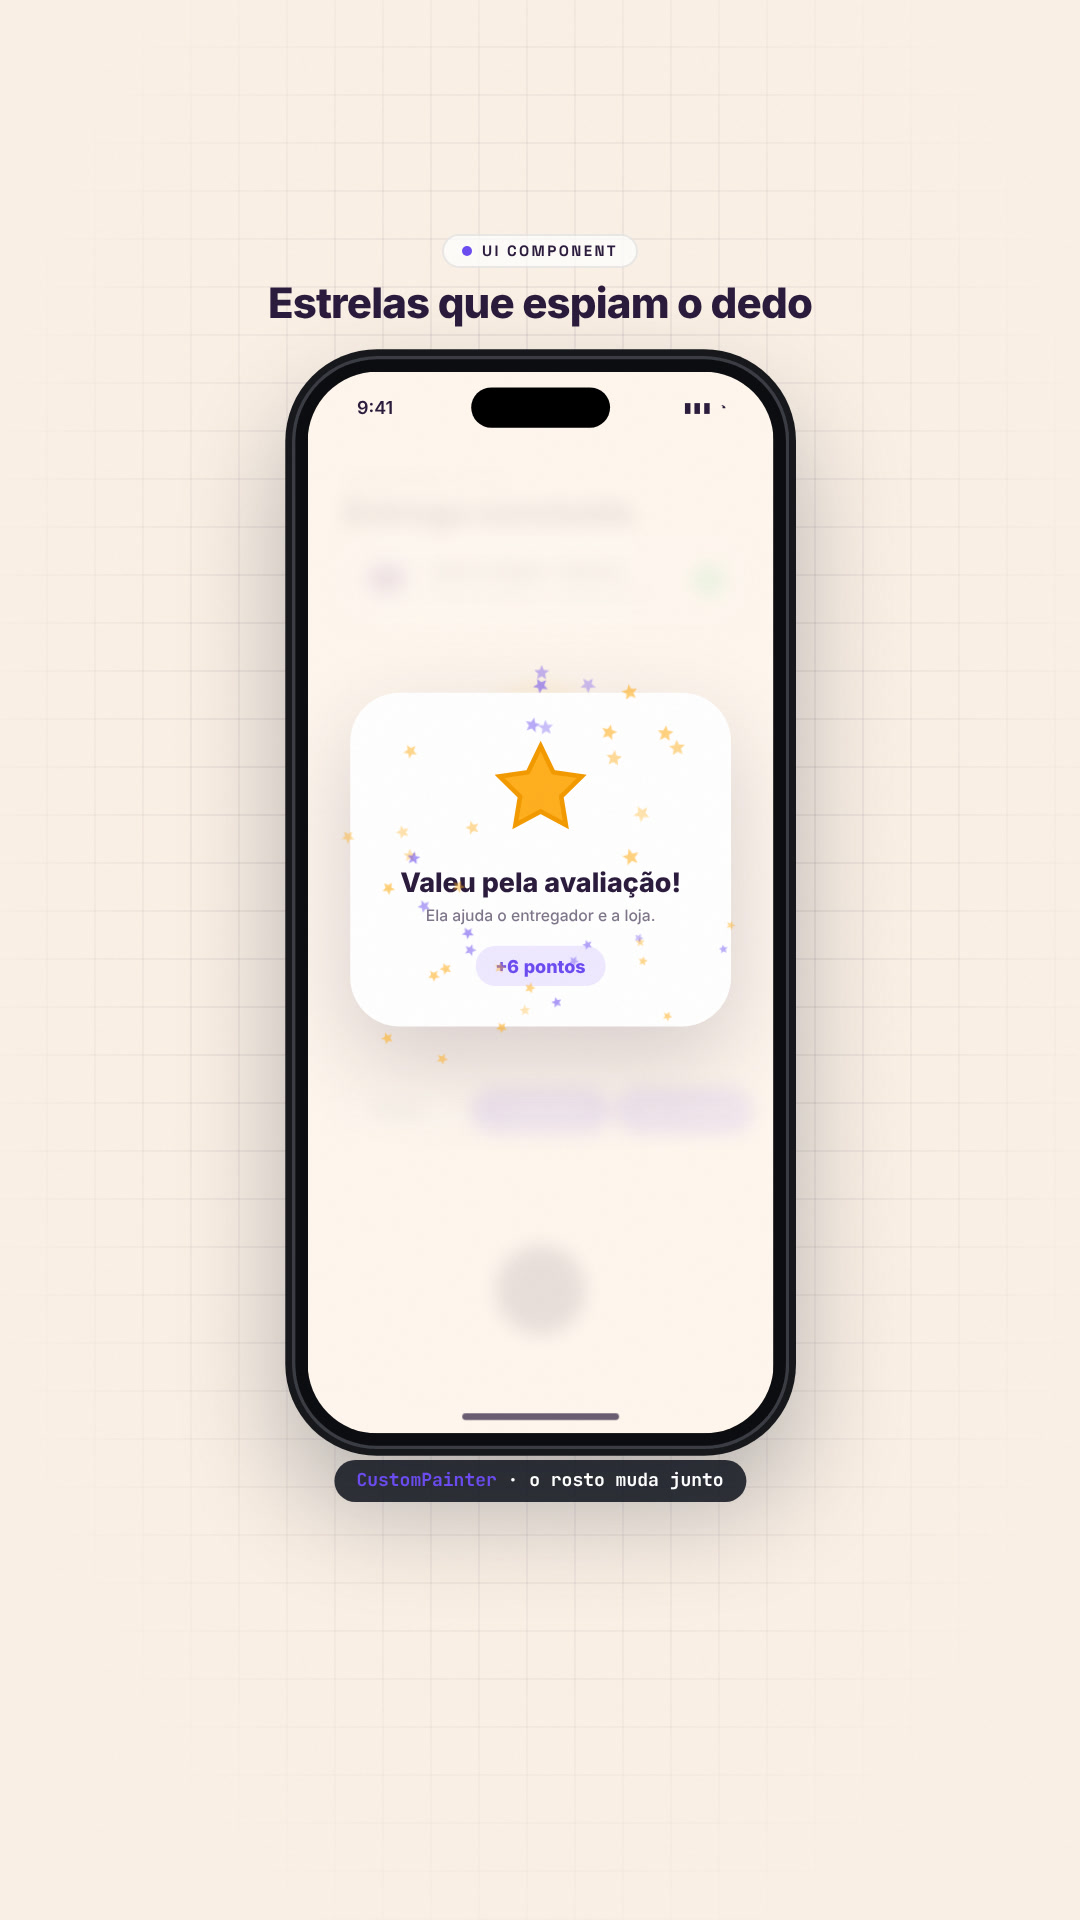 UI COMPONENT
Estrelas que espiam o dedo
9:41
Valeu pela avaliação!
Ela ajuda o entregador e a loja.
+6 pontos
CustomPainter · o rosto muda junto